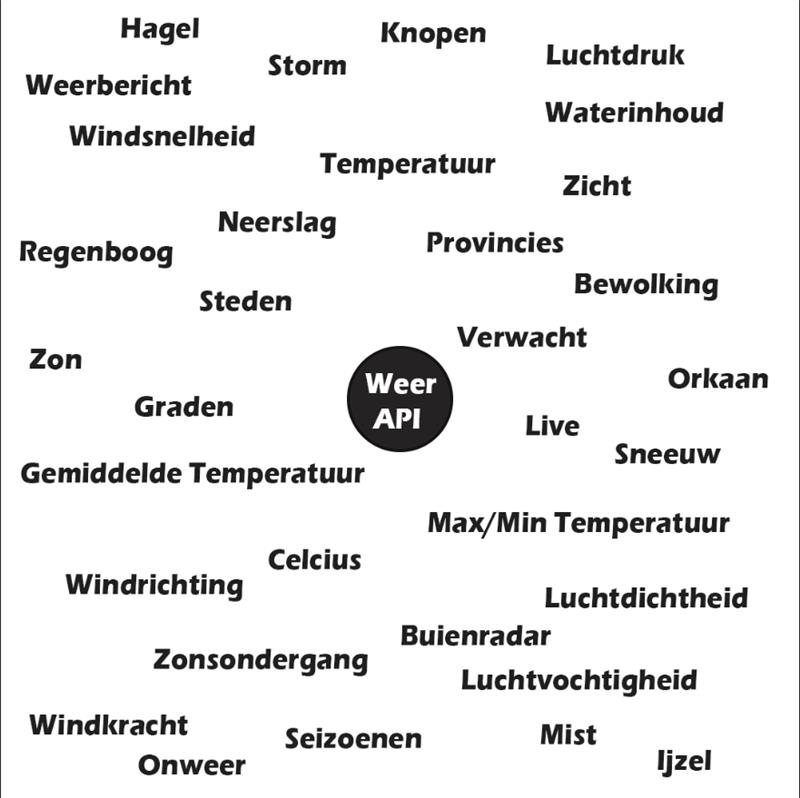 Hagel
Knopen
Storm
Luchtdruk
Weerbericht
Waterinhoud
Windsnelheid
Temperatuur
Zicht
Neerslag
Provincies
Regenboog
Bewolking
Steden
Verwacht
Zon
Orkaan
Weer
API
Graden
Live
Sneeuw
Gemiddelde Temperatuur
Max/Min Temperatuur
Celcius
Windrichting
Luchtdichtheid
Buienradar
Zonsondergang
Luchtvochtigheid
Windkracht
Seizoenen
Mist
Onweer
Ijzel